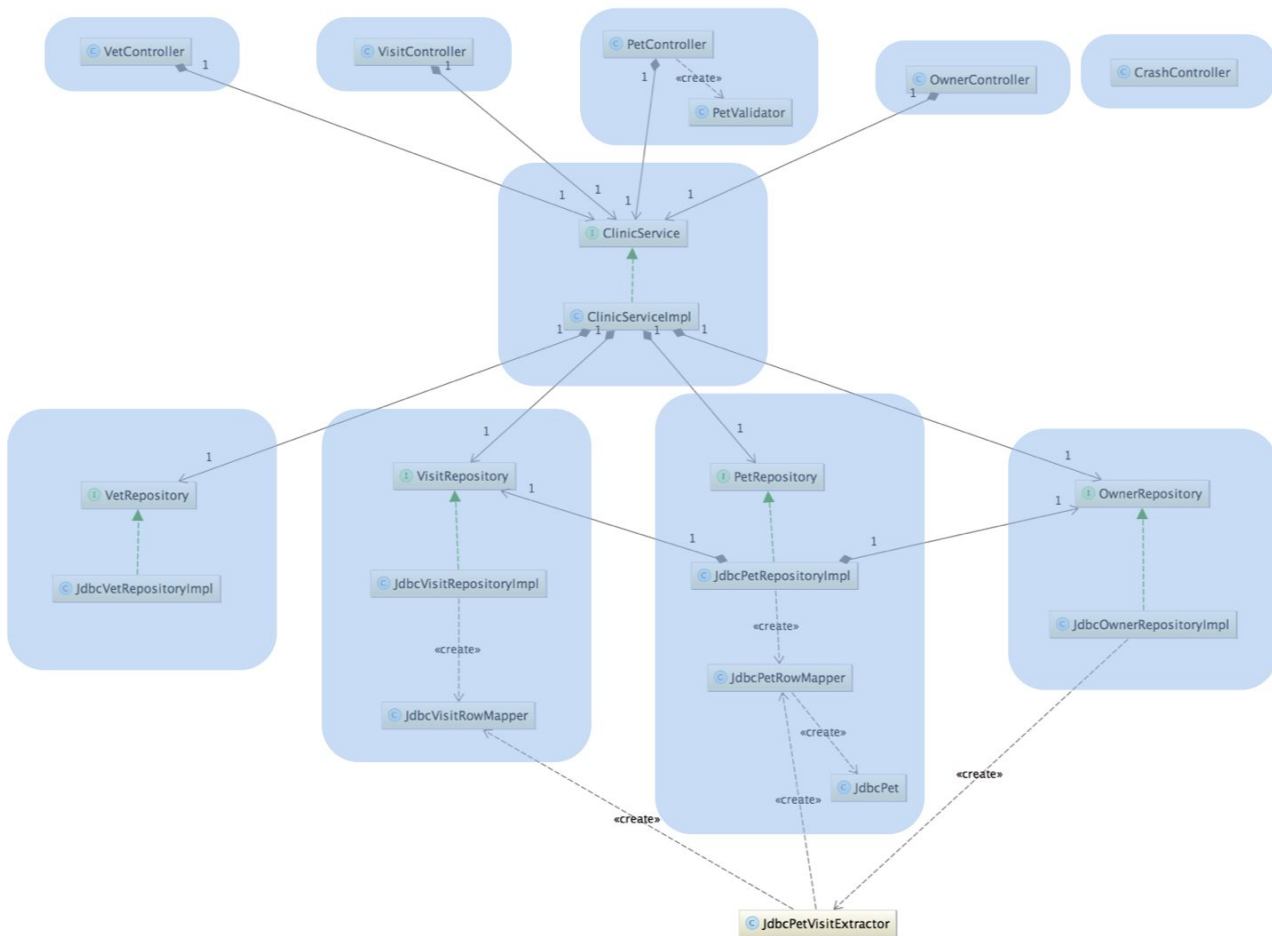 C VetController
C VisitController
C PetController
C OwnerController
C CrashController
1
1
1
«create»
1
C PetValidator
1
1
1
1
I ClinicService
C ClinicServiceImpl
1
1
1
1
1
1
1
1
I VetRepository
I VisitRepository
I PetRepository
I OwnerRepository
1
1
1
1
C JdbcVetRepositoryImpl
C JdbcVisitRepositoryImpl
C JdbcPetRepositoryImpl
C JdbcOwnerRepositoryImpl
«create»
«create»
C JdbcPetRowMapper
C JdbcVisitRowMapper
«create»
C JdbcPet
«create»
«create»
«create»
C JdbcPetVisitExtractor